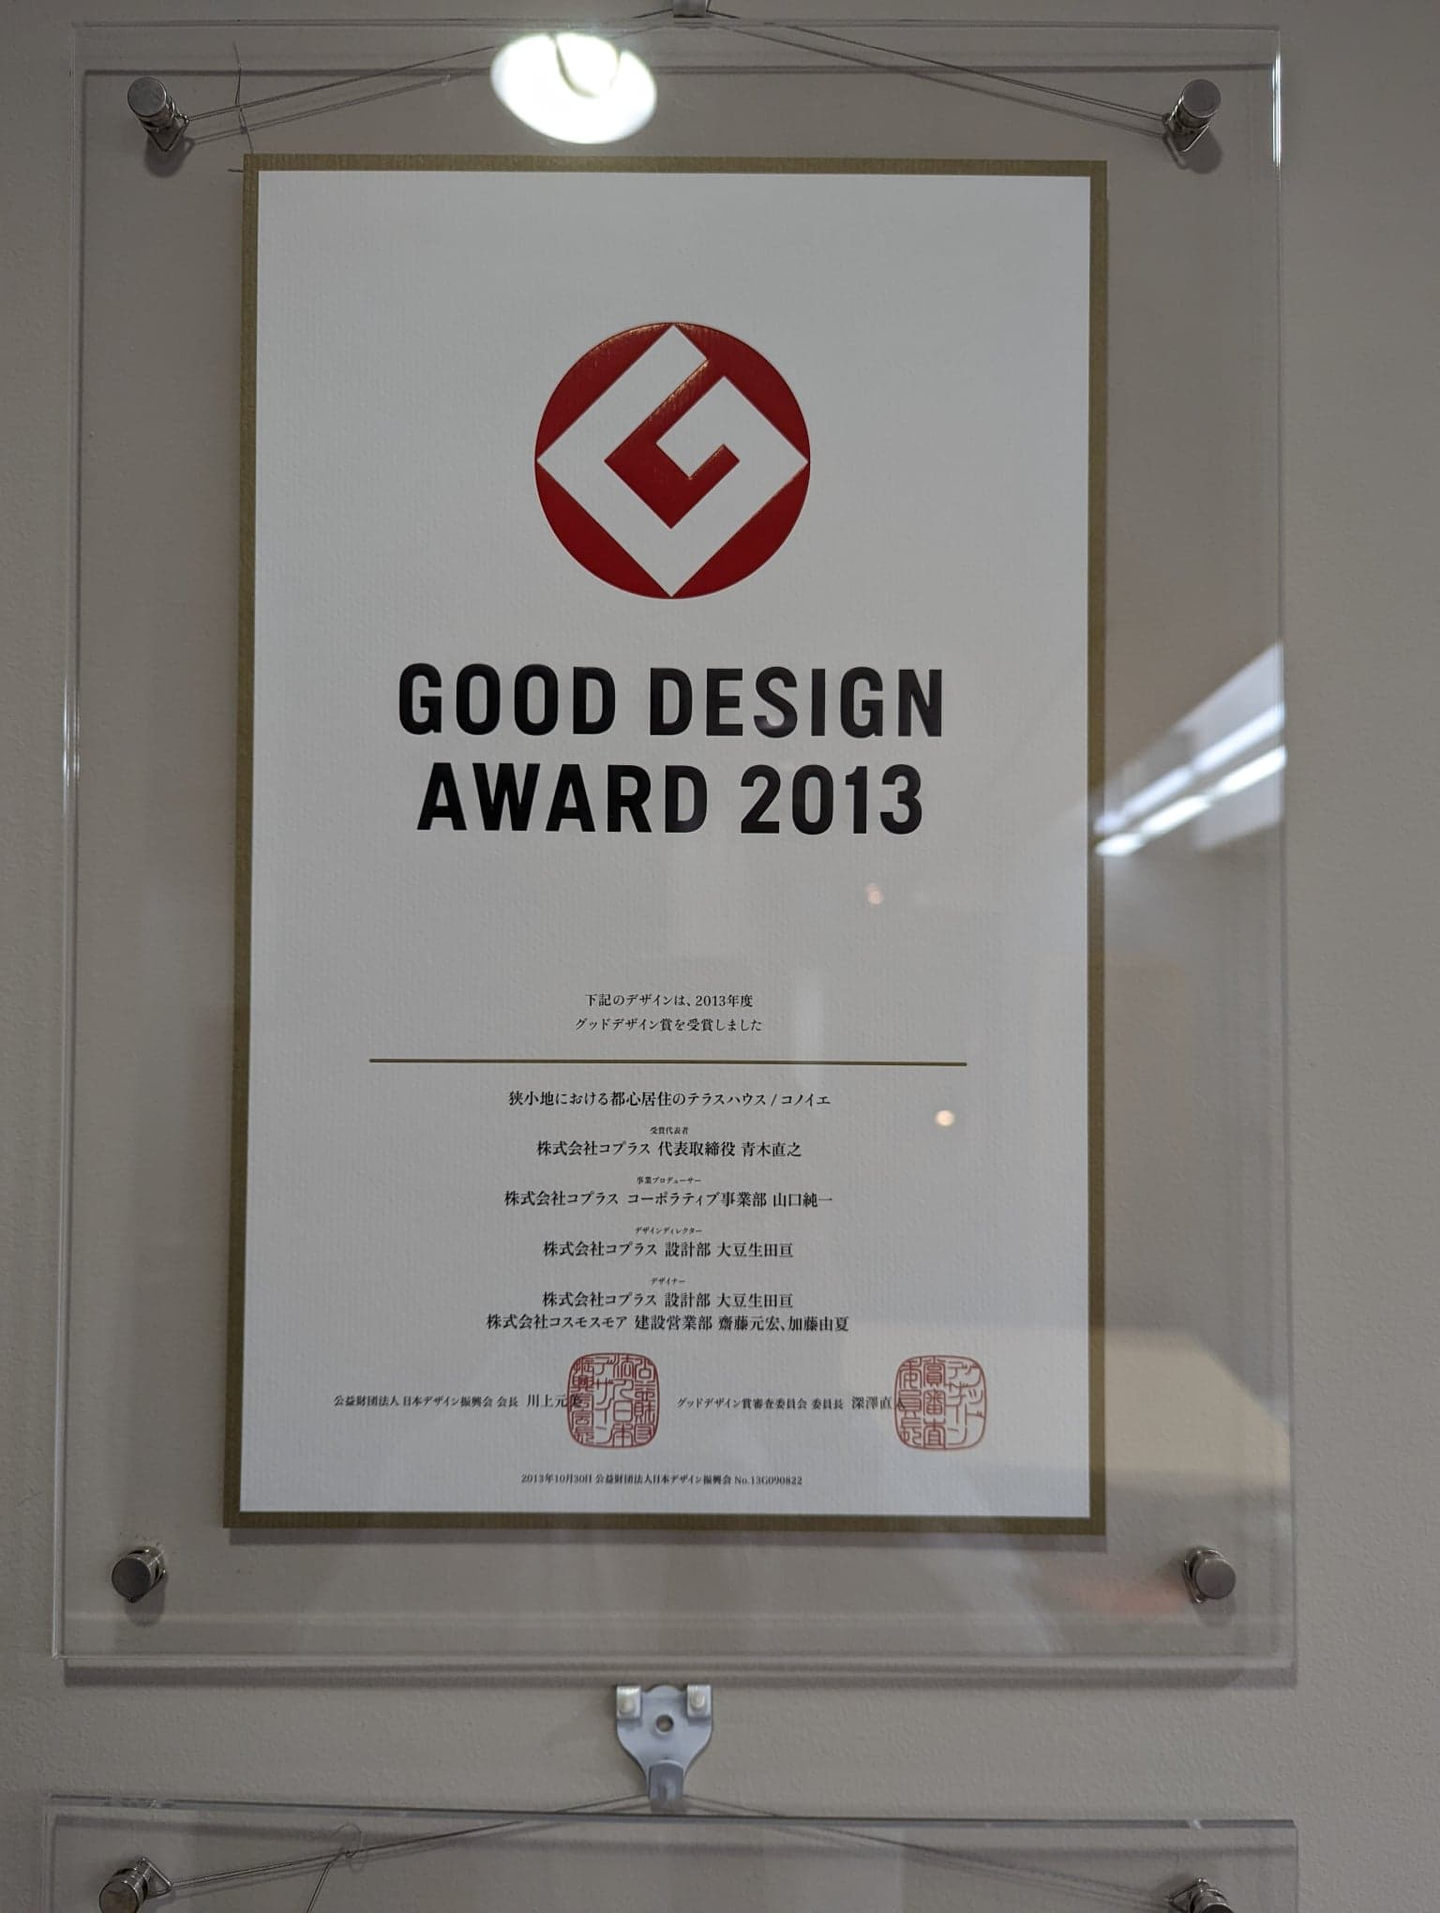 GOOD DESIGN
AWARD 2013
下記のデザインは、2013年度
グッドデザイン賞を受賞しました
狭小地における都心居住のテラスハウス / コノイエ
受賞代表者
株式会社コプラス 代表取締役 青木直之
事業プロデューサー
株式会社コプラス コーポラティブ事業部 山口純一
デザインディレクター
株式会社コプラス 設計部 大豆生田亘
デザイナー
株式会社コプラス 設計部 大豆生田亘
株式会社コスモスモア 建設営業部 齋藤元宏、加藤由夏
公益財団法人 日本デザイン振興会 会長 川上元
グッドデザイン賞審査委員会 委員長 深澤直
2013年10月30日 公益財団法人日本デザイン振興会 No.13G090822